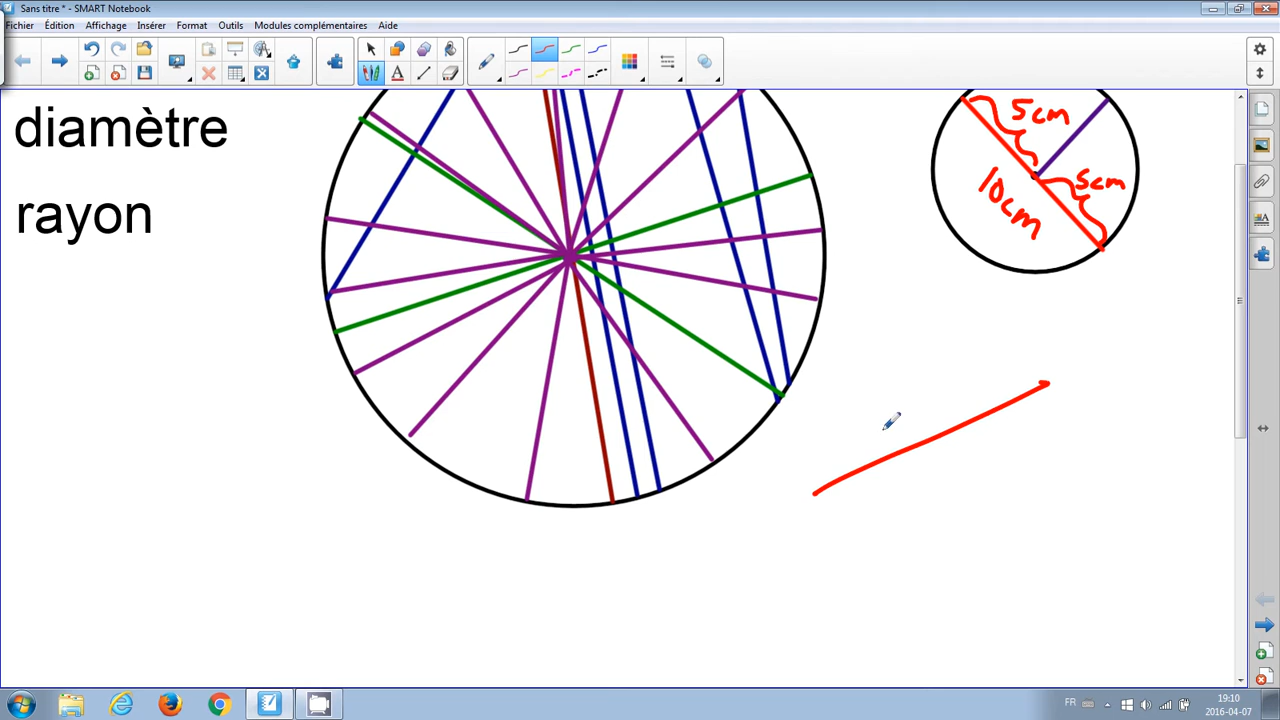 Sans titre * - SMART Notebook
Fichier Édition Affichage Insérer Format Outils Modules complémentaires Aide
diamètre
rayon
5cm
5cm
10cm
FR
19:10
2016-04-07